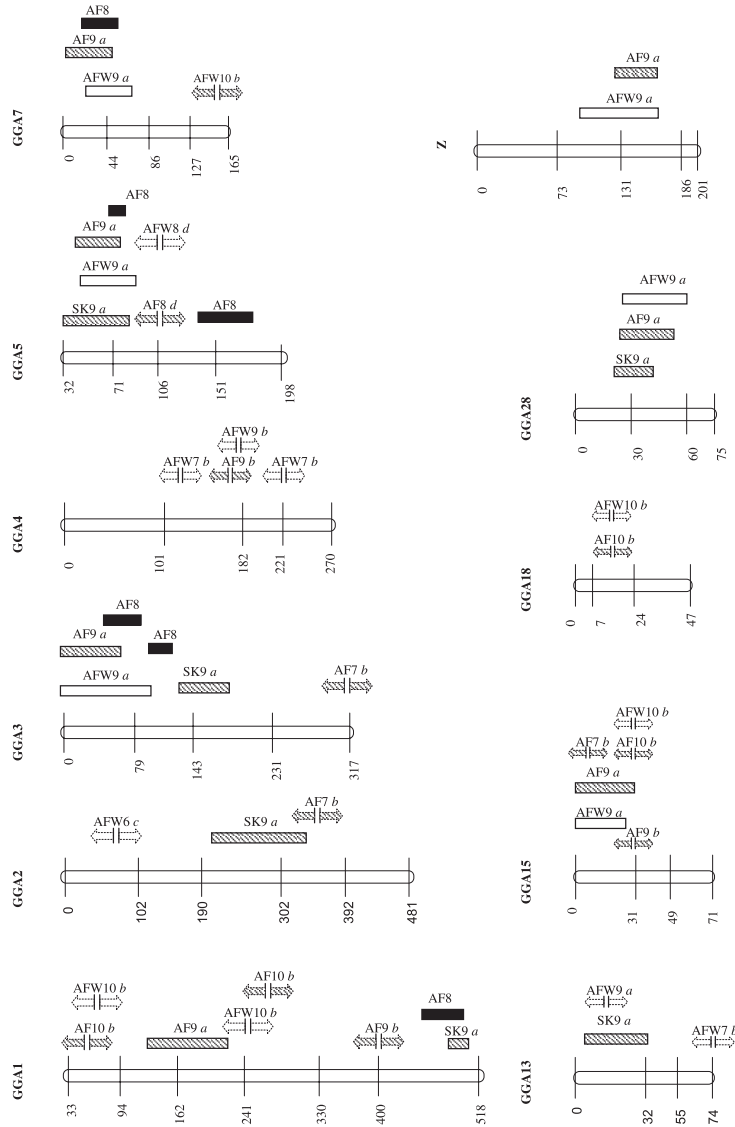 GGA7
AF8
AF9 a
AFW9 a
AFW10 b
0 44 86 127 165
GGA5
AF8
AF9 a
AFW8 d
AFW9 a
SK9 a
AF8 d
AF8
32 71 106 151 198
GGA4
AFW9 b
AFW7 b
AF9 b
AFW7 b
0 101 182 221 270
GGA3
AF8
AF9 a
AF8
AFW9 a
SK9 a
AF7 b
0 79 143 231 317
GGA2
AFW6 c
SK9 a
AF7 b
0 102 190 302 392 481
GGA1
AFW10 b
AF10 b
AF10 b
AFW10 b
AF9 a
AF9 b
AF8
SK9 a
33 94 162 241 330 400 518
Z
AF9 a
AFW9 a
0 73 131 186 201
GGA28
AFW9 a
AF9 a
SK9 a
0 30 60 75
GGA18
AFW10 b
AF10 b
0 7 24 47
GGA15
AFW10 b
AF7 b
AF10 b
AF9 a
AFW9 a
AF9 b
0 31 49 71
GGA13
AFW9 a
SK9 a
AFW7 b
0 32 55 74